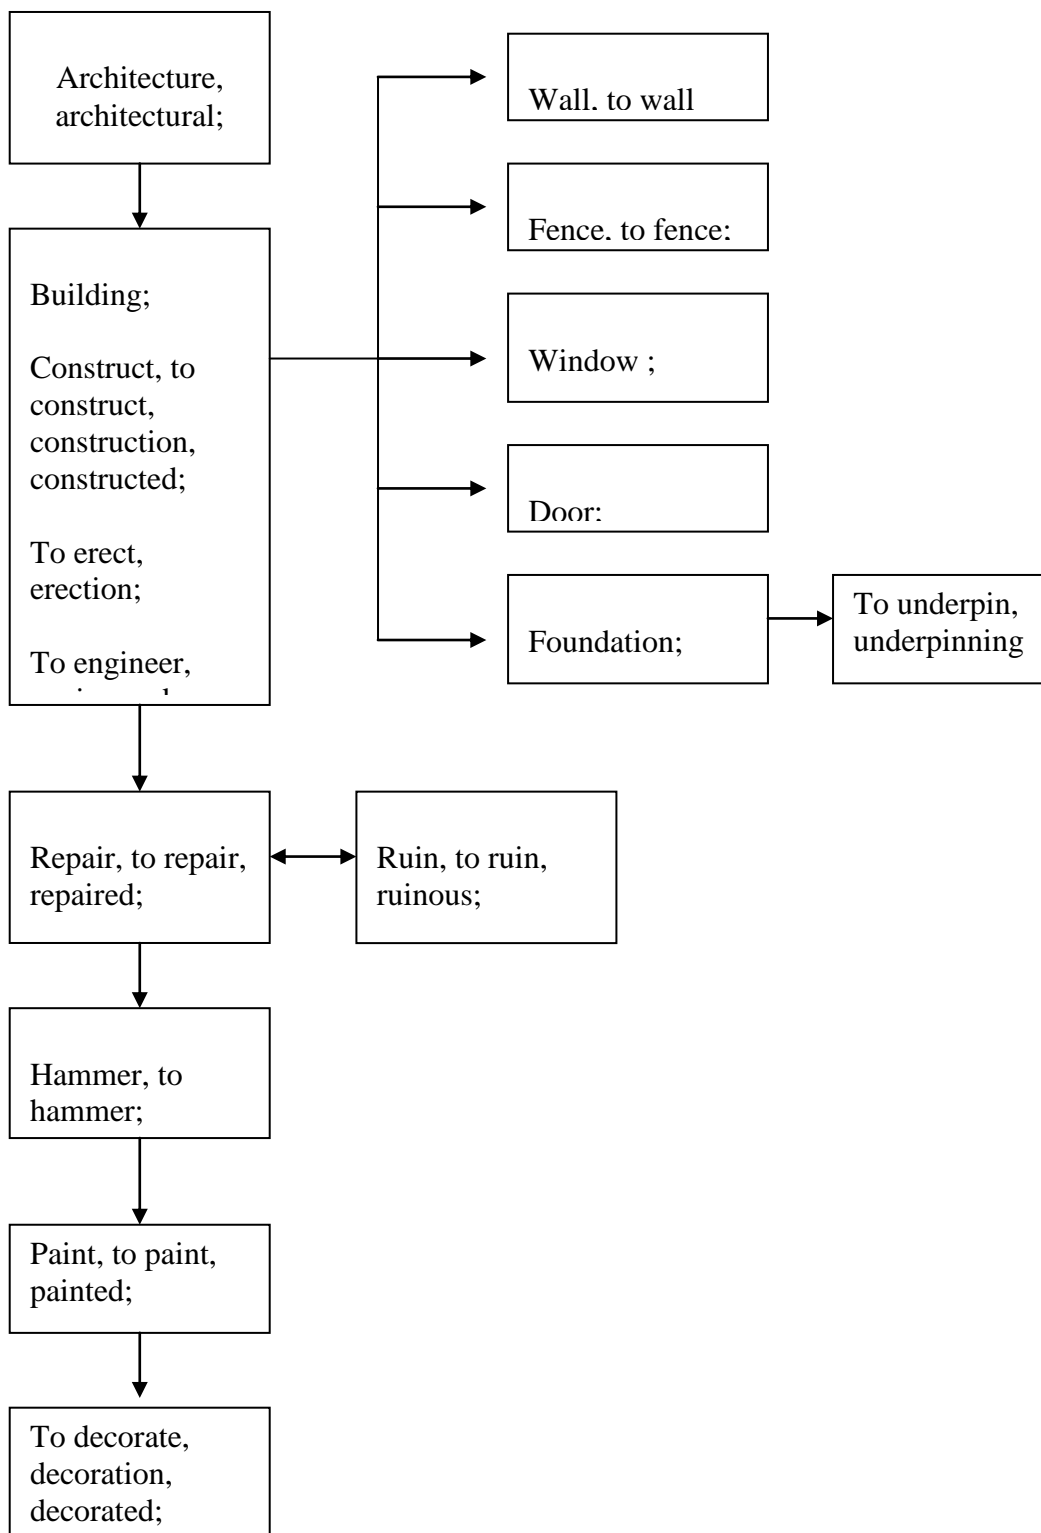 Architecture,
architectural;
Wall, to wall
Fence, to fence;
Building;
Construct, to
construct,
construction,
constructed;
To erect,
erection;
To engineer,
Window ;
Door;
Foundation;
To underpin,
underpinning
Repair, to repair,
repaired;
Ruin, to ruin,
ruinous;
Hammer, to
hammer;
Paint, to paint,
painted;
To decorate,
decoration,
decorated;